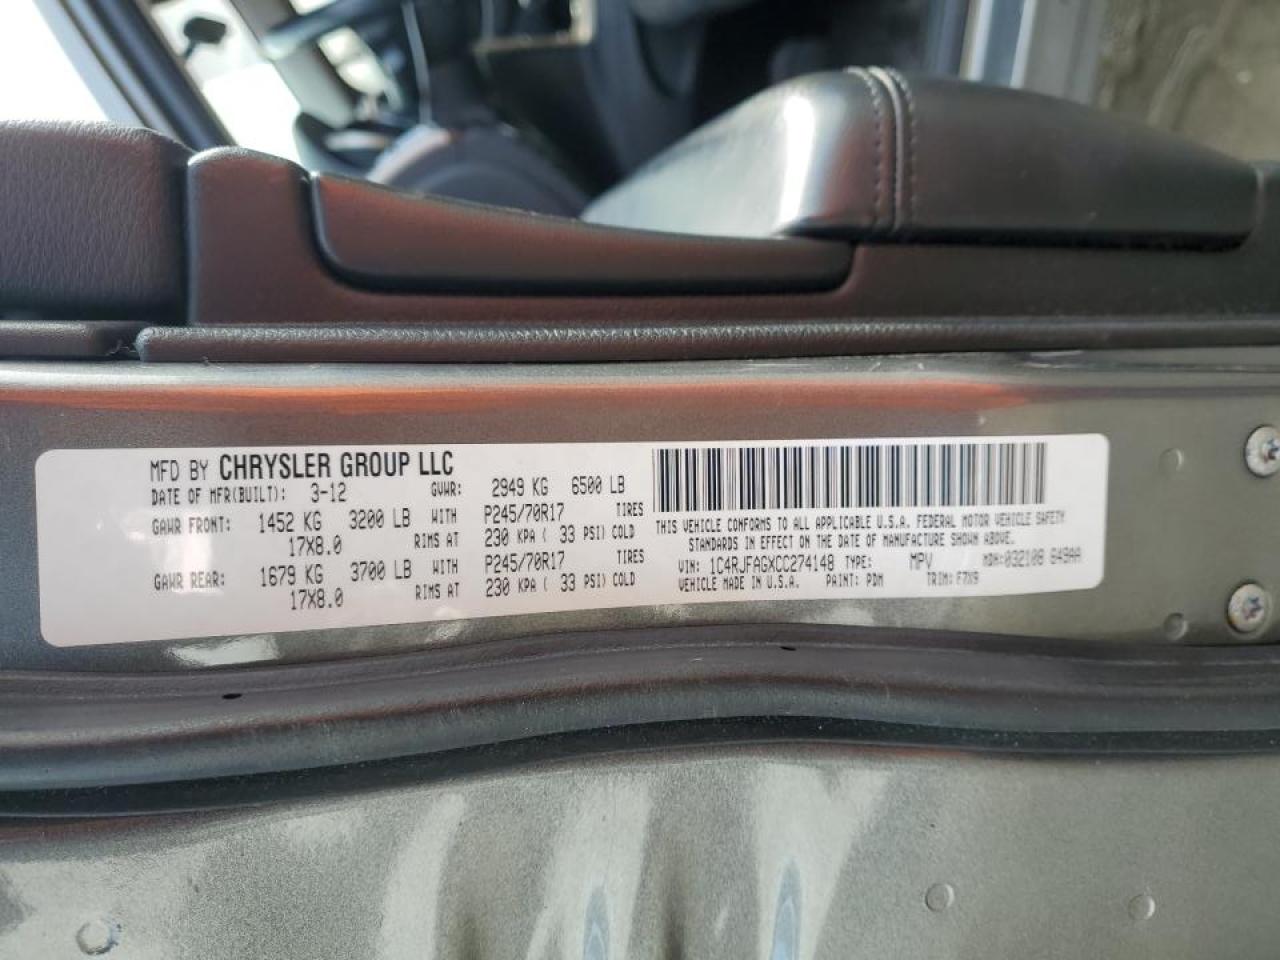 MFD BY CHRYSLER GROUP LLC
DATE OF MFR(BUILT): 3-12 GVWR: 2949 KG 6500 LB
GAWR FRONT: 1452 KG 3200 LB WITH P245/70R17 TIRES
17X8.0 RIMS AT 230 KPA ( 33 PSI) COLD
GAWR REAR: 1679 KG 3700 LB WITH P245/70R17 TIRES
17X8.0 RIMS AT 230 KPA ( 33 PSI) COLD
THIS VEHICLE CONFORMS TO ALL APPLICABLE U.S.A. FEDERAL MOTOR VEHICLE SAFETY
STANDARDS IN EFFECT ON THE DATE OF MANUFACTURE SHOWN ABOVE.
VIN: 1C4RJFAGXCC274148 TYPE: MPV MDH: 032108 649AA
VEHICLE MADE IN U.S.A. PAINT: PDM TRIM: F7X9